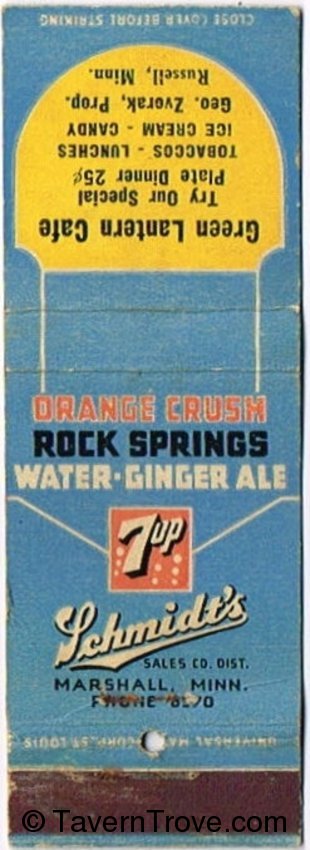 CLOSE COVER BEFORE STRIKING
Green Lantern Cafe
Try Our Special
Plate Dinner 25¢
TOBACCOS - LUNCHES
ICE CREAM - CANDY
Geo. Zvorak, Prop.
Russell, Minn.
ORANGE CRUSH
ROCK SPRINGS
WATER·GINGER ALE
7up
Schmidt's
SALES CO. DIST.
MARSHALL, MINN.
PHONE
UNIVERSAL MATCH CORP., ST. LOUIS
© TavernTrove.com